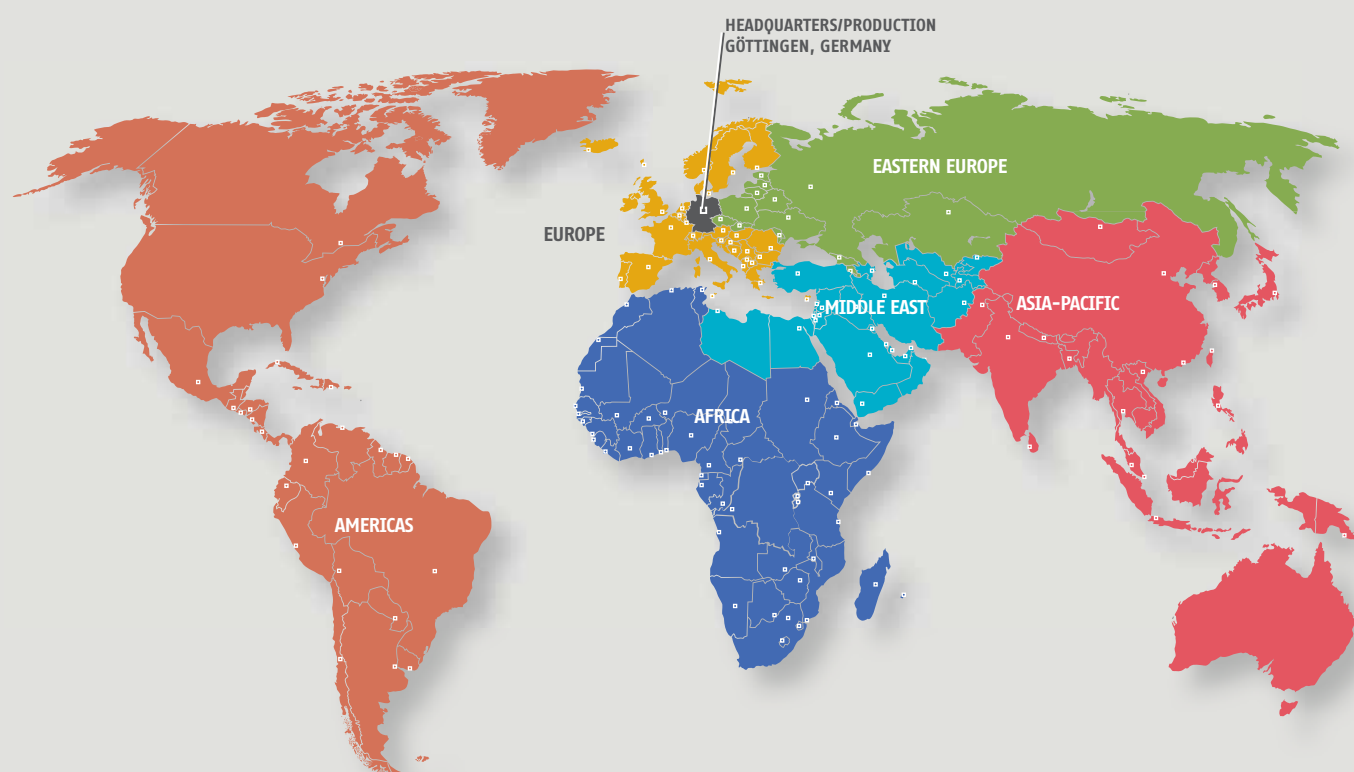 HEADQUARTERS/PRODUCTION
GÖTTINGEN, GERMANY
EASTERN EUROPE
EUROPE
MIDDLE EAST
ASIA-PACIFIC
AFRICA
AMERICAS